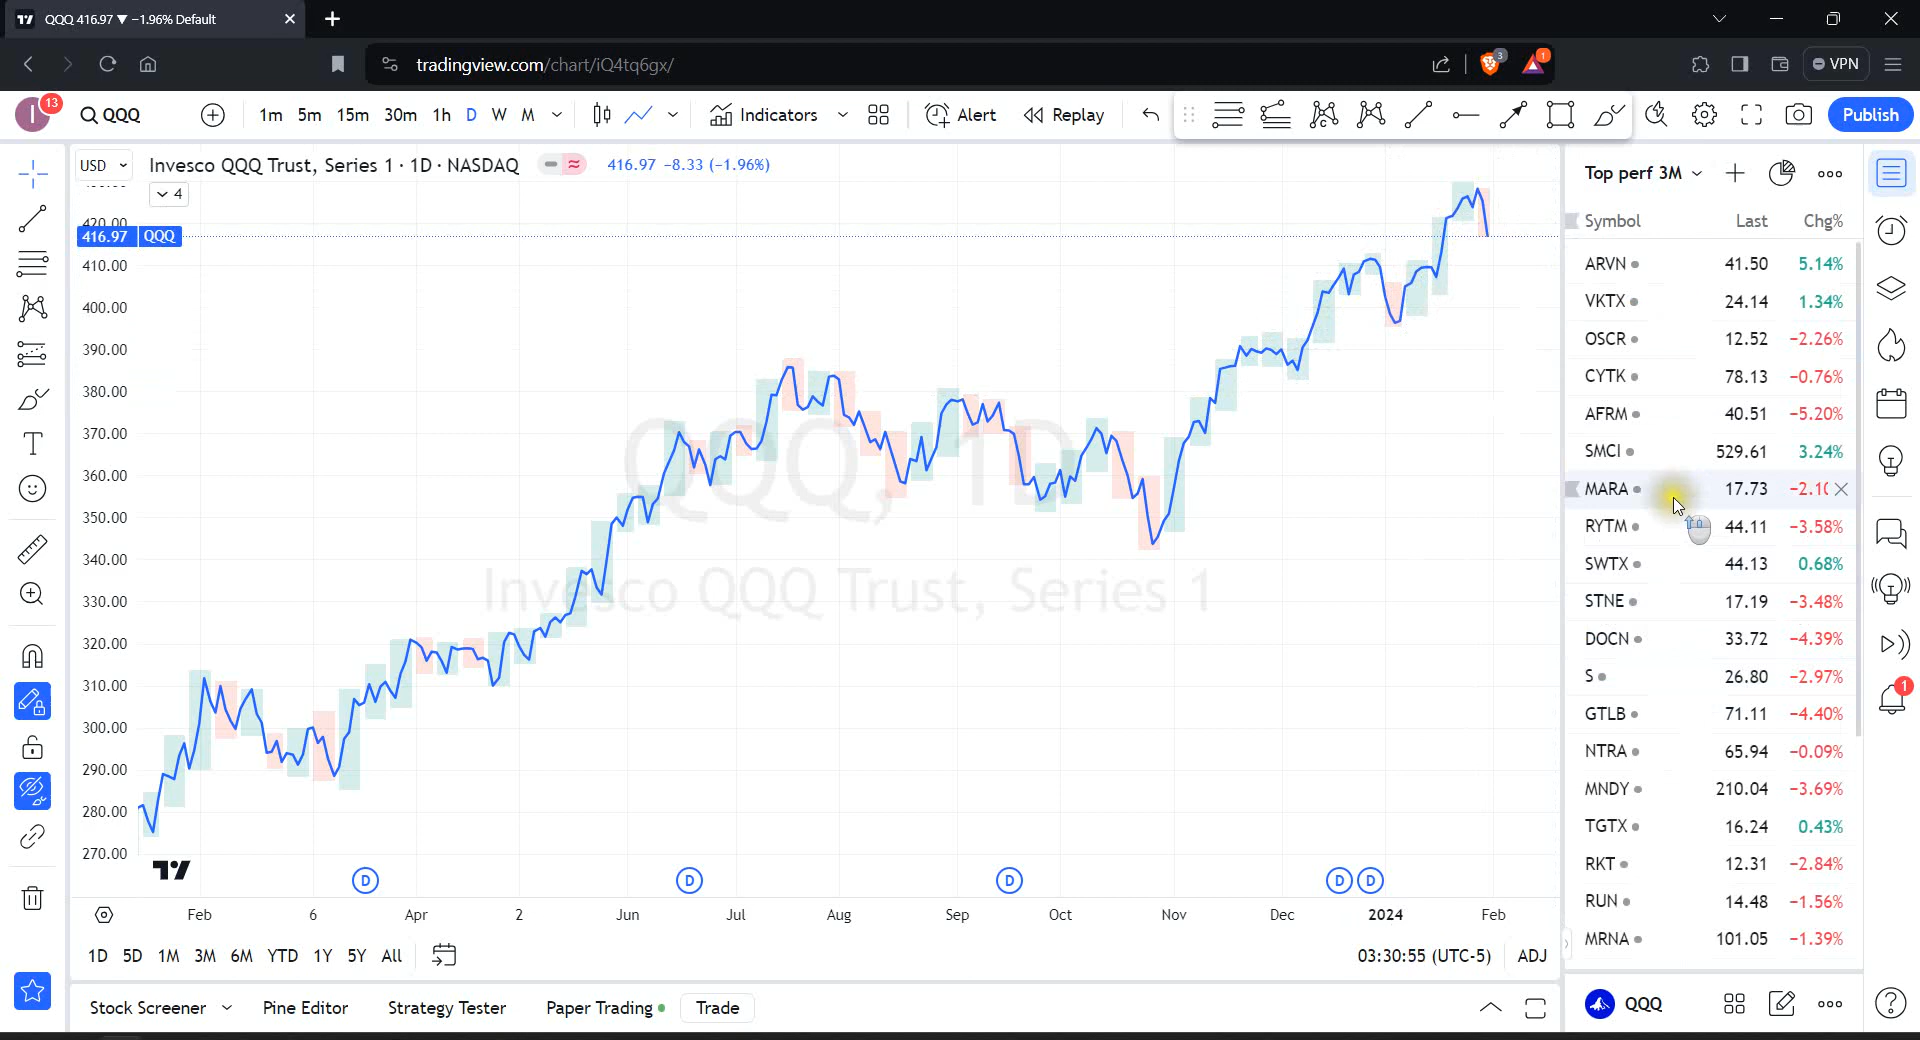 QQQ 416.97 ▼ −1.96% Default
tradingview.com/chart/iQ4tq6gx/
3
1
VPN
I
13
QQQ
1m 5m 15m 30m 1h D W M
Indicators
Alert
Replay
Publish
USD
Invesco QQQ Trust, Series 1 · 1D · NASDAQ
416.97 −8.33 (−1.96%)
4
420.00
416.97 QQQ
410.00
400.00
390.00
380.00
370.00
360.00
350.00
340.00
330.00
320.00
310.00
300.00
290.00
280.00
270.00
QQQ, 1D
Invesco QQQ Trust, Series 1
D D D D D
Feb 6 Apr 2 Jun Jul Aug Sep Oct Nov Dec 2024 Feb
1D 5D 1M 3M 6M YTD 1Y 5Y All
03:30:55 (UTC-5) ADJ
Stock Screener
Pine Editor
Strategy Tester
Paper Trading
Trade
Top perf 3M
Symbol Last Chg%
ARVN 41.50 5.14%
VKTX 24.14 1.34%
OSCR 12.52 −2.26%
CYTK 78.13 −0.76%
AFRM 40.51 −5.20%
SMCI 529.61 3.24%
MARA 17.73 −2.10
RYTM 44.11 −3.58%
SWTX 44.13 0.68%
STNE 17.19 −3.48%
DOCN 33.72 −4.39%
S 26.80 −2.97%
GTLB 71.11 −4.40%
NTRA 65.94 −0.09%
MNDY 210.04 −3.69%
TGTX 16.24 0.43%
RKT 12.31 −2.84%
RUN 14.48 −1.56%
MRNA 101.05 −1.39%
QQQ
1